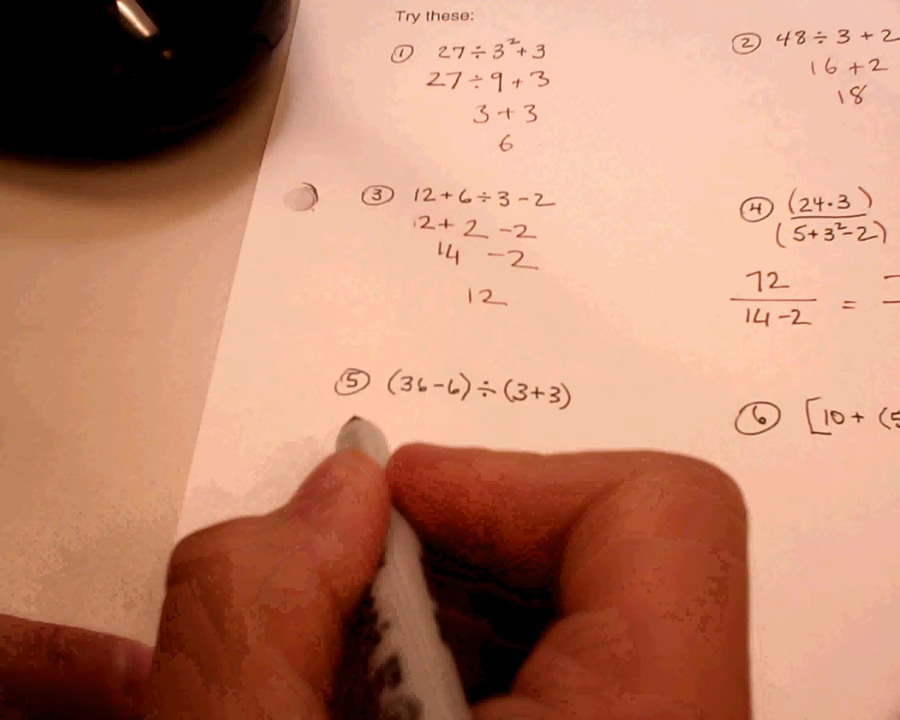 Try these:
① 27 ÷ 3² + 3
27 ÷ 9 + 3
3 + 3
6
② 48 ÷ 3 + 2
16 + 2
18
③ 12 + 6 ÷ 3 - 2
12 + 2 - 2
14 - 2
12
④ (24 · 3)
(5 + 3² - 2)
72
14 - 2
=
⑤ (36 - 6) ÷ (3 + 3)
⑥ [10 + (5